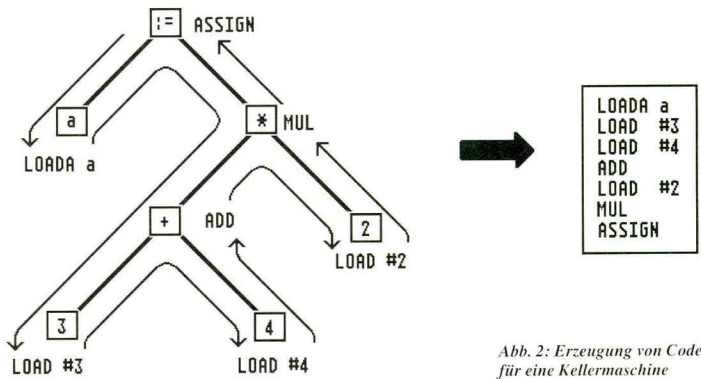 := ASSIGN
a
LOADA a
* MUL
+ ADD
2
LOAD #2
3
LOAD #3
4
LOAD #4
LOADA a
LOAD #3
LOAD #4
ADD
LOAD #2
MUL
ASSIGN
Abb. 2: Erzeugung von Code
für eine Kellermaschine